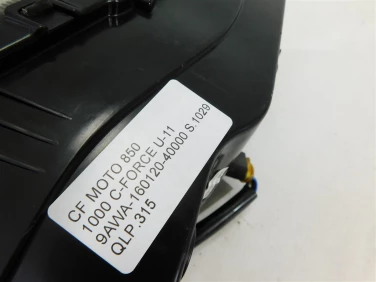 CF MOTO 850
1000 C-FORCE U-11
9AWA-160120-40000 S.1029
QLP.315